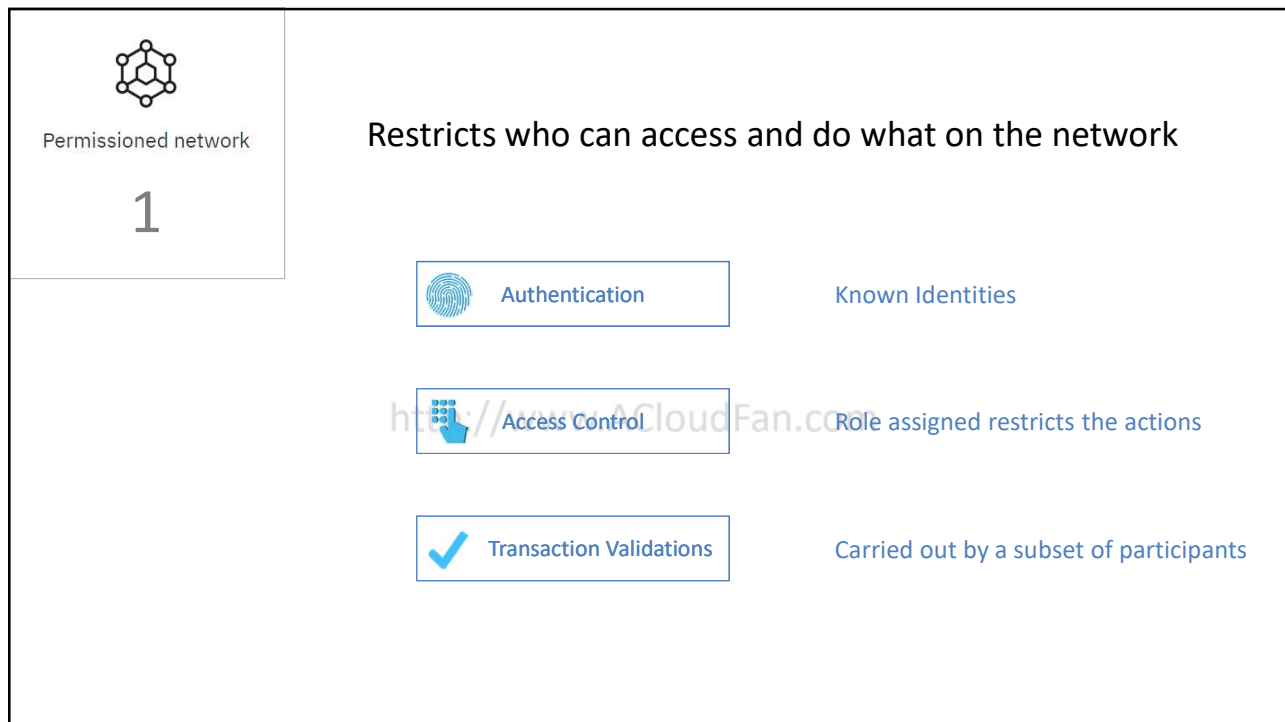 Permissioned network
1
Restricts who can access and do what on the network
Authentication
Known Identities
http://www.ACloudFan.com
Access Control
Role assigned restricts the actions
Transaction Validations
Carried out by a subset of participants